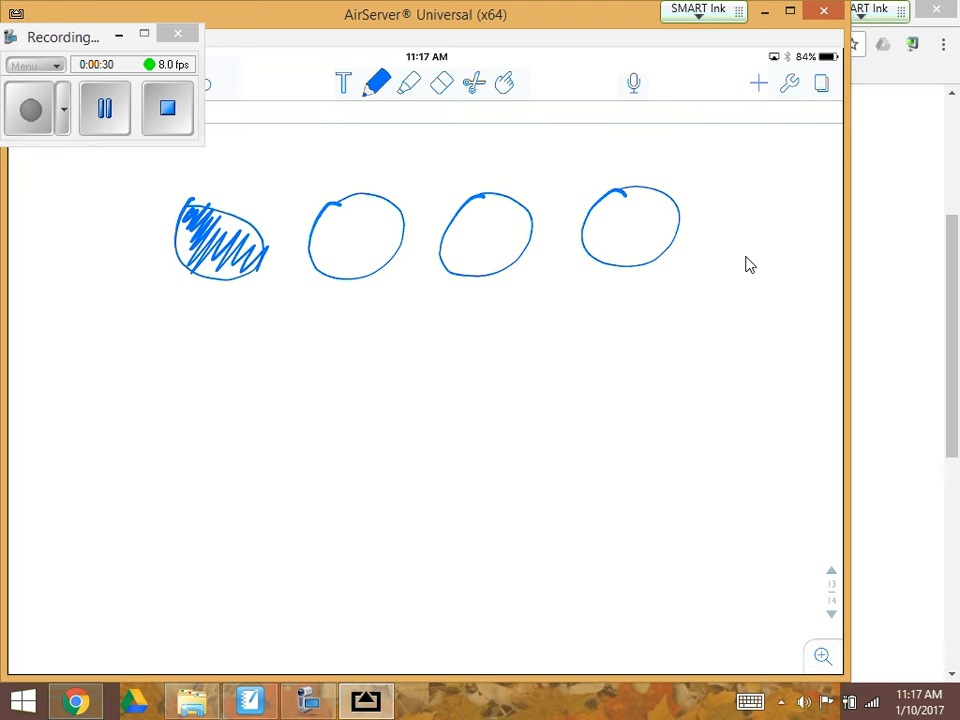 AirServer® Universal (x64)
SMART Ink
ART Ink
Recording...
Menu
0:00:30
8.0 fps
11:17 AM
84%
T
13
14
11:17 AM
1/10/2017